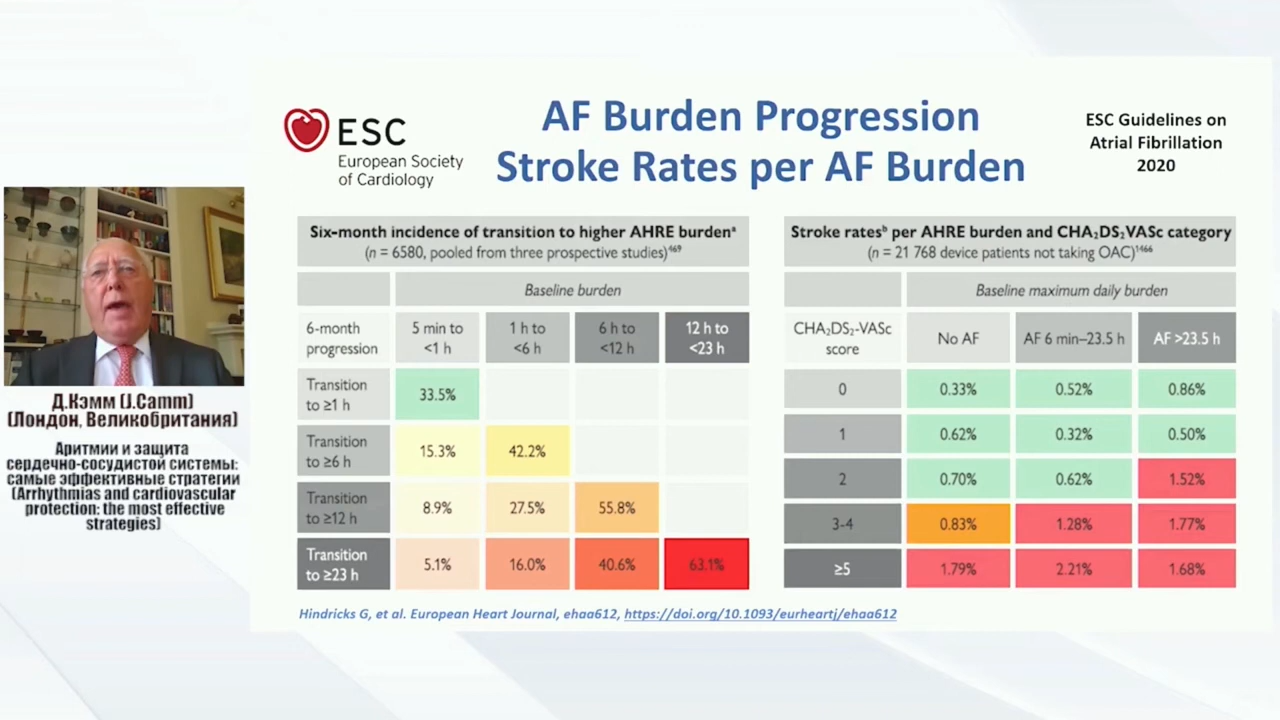 ESC
European Society
of Cardiology
AF Burden Progression
Stroke Rates per AF Burden
ESC Guidelines on
Atrial Fibrillation
2020
Six-month incidence of transition to higher AHRE burdenᵃ
(n = 6580, pooled from three prospective studies)⁴⁶⁹
Baseline burden
6-month
progression
5 min to
<1 h
1 h to
<6 h
6 h to
<12 h
12 h to
<23 h
Transition
to ≥1 h
33.5%
Transition
to ≥6 h
15.3%
42.2%
Transition
to ≥12 h
8.9%
27.5%
55.8%
Transition
to ≥23 h
5.1%
16.0%
40.6%
63.1%
Stroke ratesᵇ per AHRE burden and CHA₂DS₂VASc category
(n = 21 768 device patients not taking OAC)¹⁴⁶⁶
Baseline maximum daily burden
CHA₂DS₂-VASc
score
No AF
AF 6 min–23.5 h
AF >23.5 h
0
0.33%
0.52%
0.86%
1
0.62%
0.32%
0.50%
2
0.70%
0.62%
1.52%
3-4
0.83%
1.28%
1.77%
≥5
1.79%
2.21%
1.68%
Hindricks G, et al. European Heart Journal, ehaa612, https://doi.org/10.1093/eurheartj/ehaa612
Д.Кэмм (J.Camm)
(Лондон, Великобритания)
Аритмии и защита
сердечно-сосудистой системы:
самые эффективные стратегии
(Arrhythmias and cardiovascular
protection: the most effective
strategies)